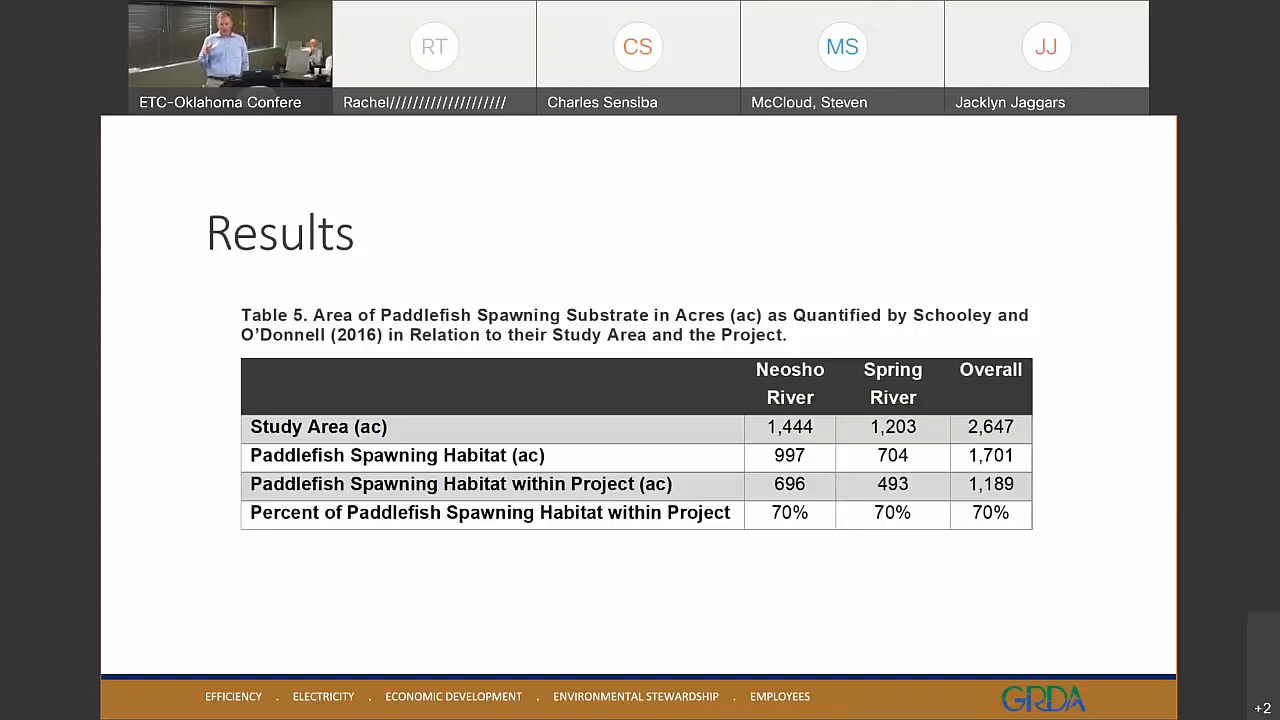 RT
CS
MS
JJ
ETC-Oklahoma Confere
Rachel////////////////////
Charles Sensiba
McCloud, Steven
Jacklyn Jaggars
Results
Table 5. Area of Paddlefish Spawning Substrate in Acres (ac) as Quantified by Schooley and
O’Donnell (2016) in Relation to their Study Area and the Project.
Neosho River Spring River Overall
Study Area (ac) 1,444 1,203 2,647
Paddlefish Spawning Habitat (ac) 997 704 1,701
Paddlefish Spawning Habitat within Project (ac) 696 493 1,189
Percent of Paddlefish Spawning Habitat within Project 70% 70% 70%
EFFICIENCY . ELECTRICITY . ECONOMIC DEVELOPMENT . ENVIRONMENTAL STEWARDSHIP . EMPLOYEES
GRDA
+2